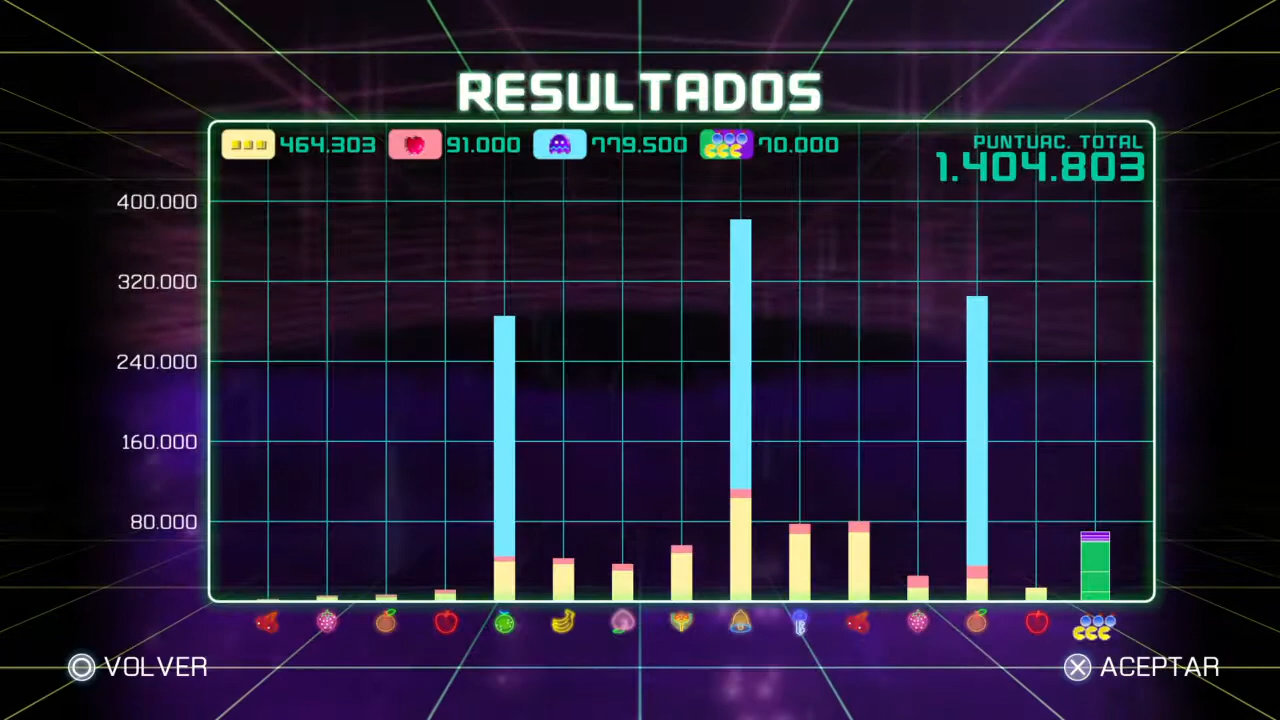 RESULTADOS
464.303 91.000 779.500 70.000
PUNTUAC. TOTAL
1.404.803
400.000
320.000
240.000
160.000
80.000
VOLVER
ACEPTAR